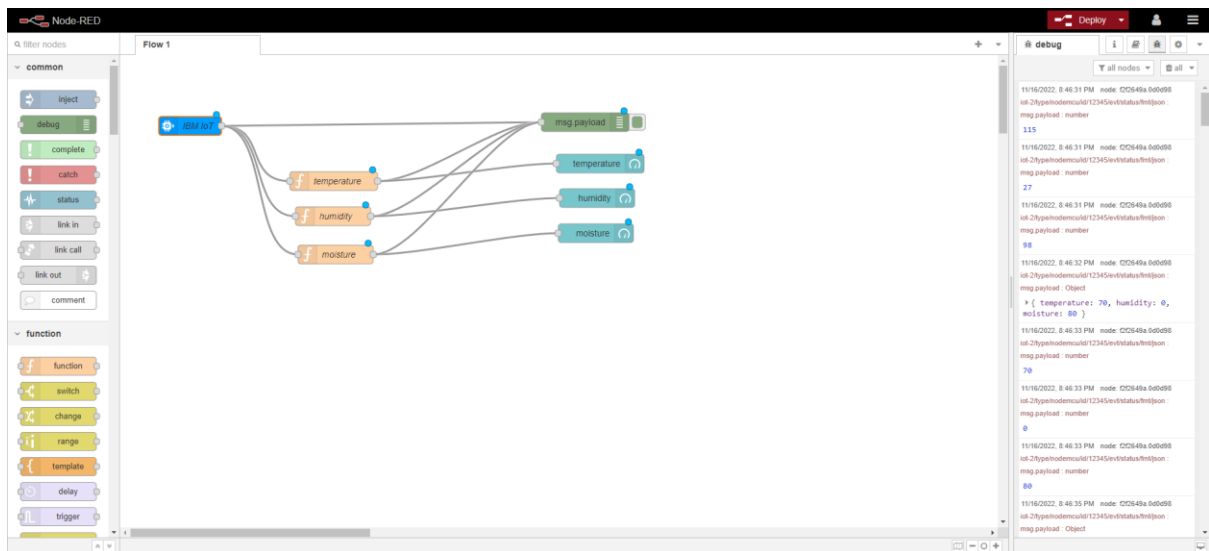 Node-RED
Deploy
filter nodes
Flow 1
debug
i
all nodes
all
common
inject
debug
complete
catch
status
link in
link call
link out
comment
function
function
switch
change
range
template
delay
trigger
IBM IoT
temperature
humidity
moisture
msg.payload
temperature
humidity
moisture
11/16/2022, 8:46:31 PM node: f2f2649a.0d0d98
iot-2/type/nodemcu/id/12345/evt/status/fmt/json :
msg.payload : number
115
11/16/2022, 8:46:31 PM node: f2f2649a.0d0d98
iot-2/type/nodemcu/id/12345/evt/status/fmt/json :
msg.payload : number
27
11/16/2022, 8:46:31 PM node: f2f2649a.0d0d98
iot-2/type/nodemcu/id/12345/evt/status/fmt/json :
msg.payload : number
98
11/16/2022, 8:46:32 PM node: f2f2649a.0d0d98
iot-2/type/nodemcu/id/12345/evt/status/fmt/json :
msg.payload : Object
{ temperature: 70, humidity: 0,
moisture: 80 }
11/16/2022, 8:46:33 PM node: f2f2649a.0d0d98
iot-2/type/nodemcu/id/12345/evt/status/fmt/json :
msg.payload : number
70
11/16/2022, 8:46:33 PM node: f2f2649a.0d0d98
iot-2/type/nodemcu/id/12345/evt/status/fmt/json :
msg.payload : number
0
11/16/2022, 8:46:33 PM node: f2f2649a.0d0d98
iot-2/type/nodemcu/id/12345/evt/status/fmt/json :
msg.payload : number
80
11/16/2022, 8:46:35 PM node: f2f2649a.0d0d98
iot-2/type/nodemcu/id/12345/evt/status/fmt/json :
msg.payload : Object